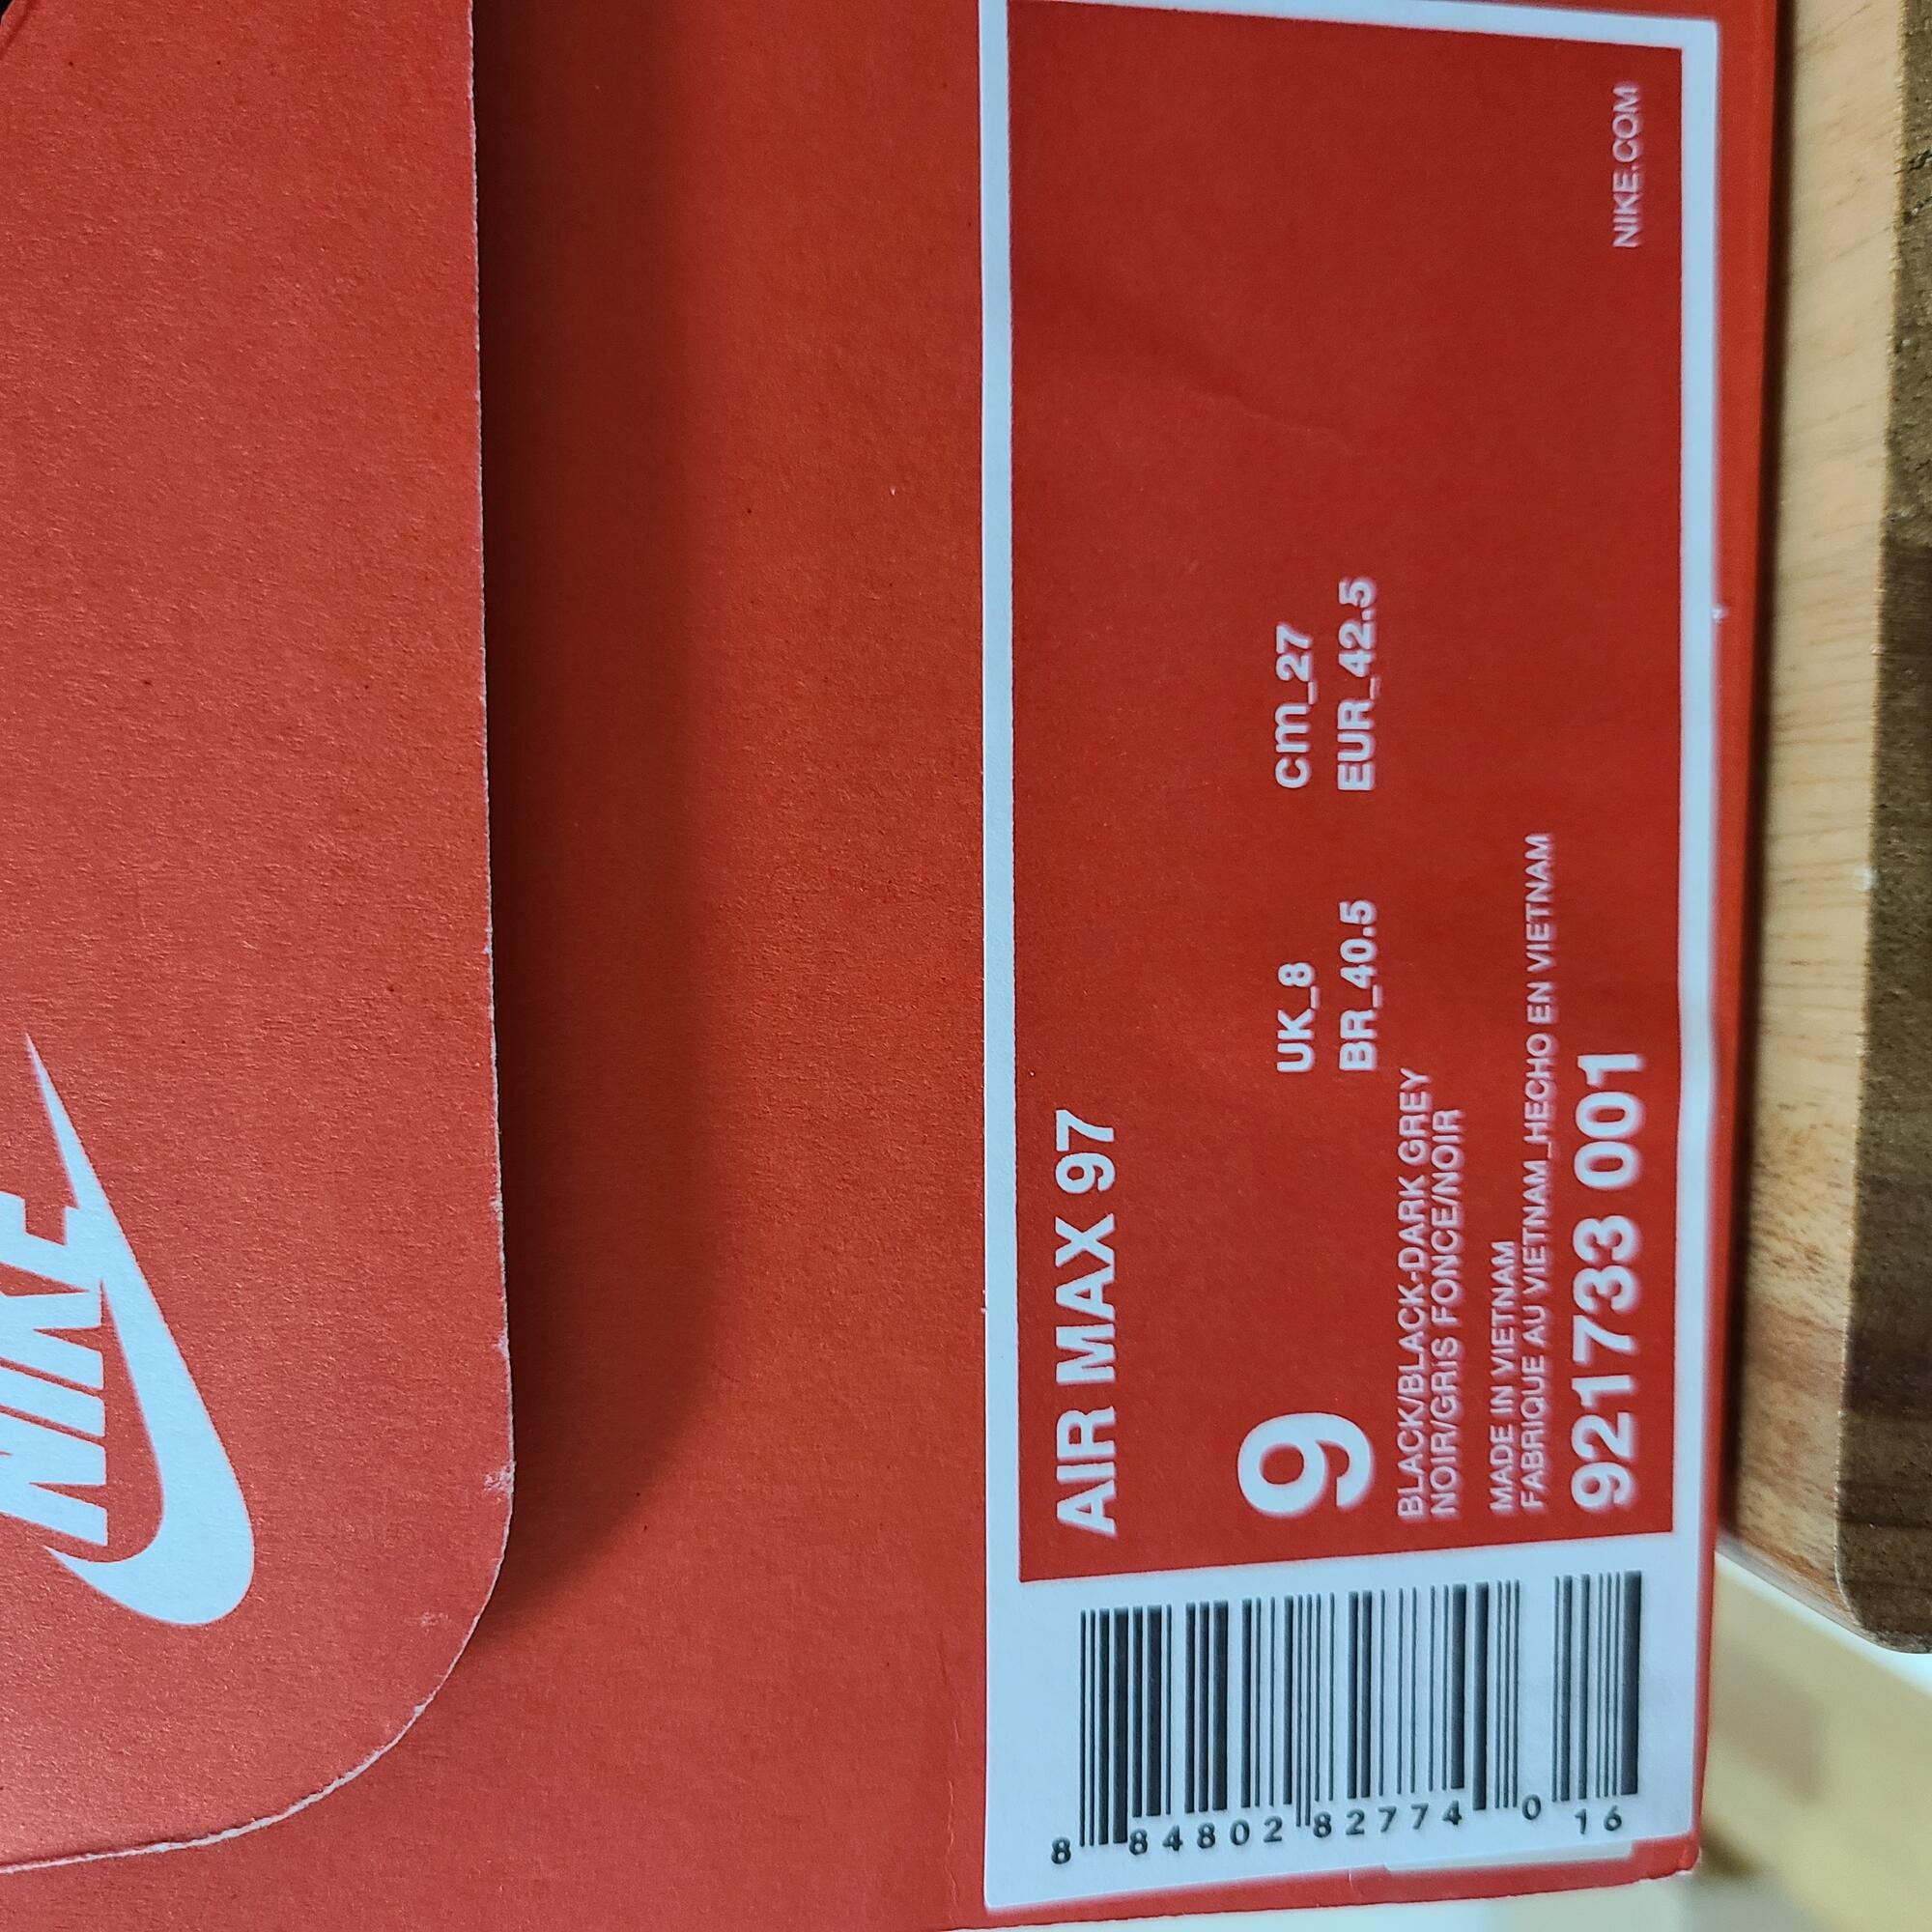 NIKE
AIR MAX 97
9
UK_8 Cm_27
BR_40.5 EUR_42.5
BLACK/BLACK-DARK GREY
NOIR/GRIS FONCE/NOIR
MADE IN VIETNAM
FABRIQUE AU VIETNAM_HECHO EN VIETNAM
921733 001
NIKE.COM
8 84802 82774 0 16